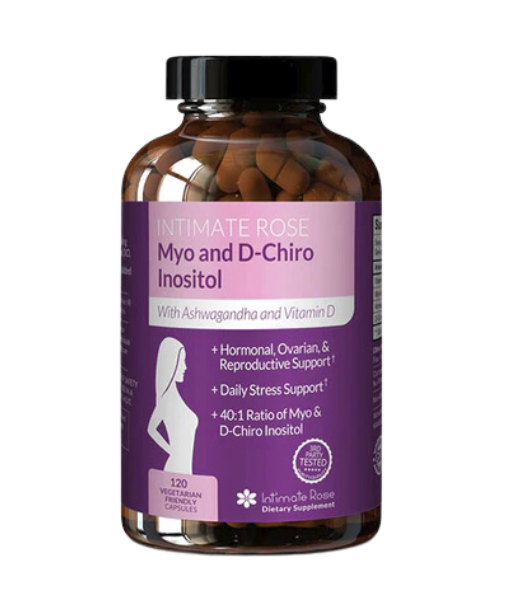 INTIMATE ROSE
Myo and D-Chiro
Inositol
With Ashwagandha and Vitamin D
+ Hormonal, Ovarian, &
Reproductive Support†
+ Daily Stress Support†
+ 40:1 Ratio of Myo &
D-Chiro Inositol
3RD
PARTY
TESTED
120
VEGETARIAN
FRIENDLY
CAPSULES
Intimate Rose
Dietary Supplement